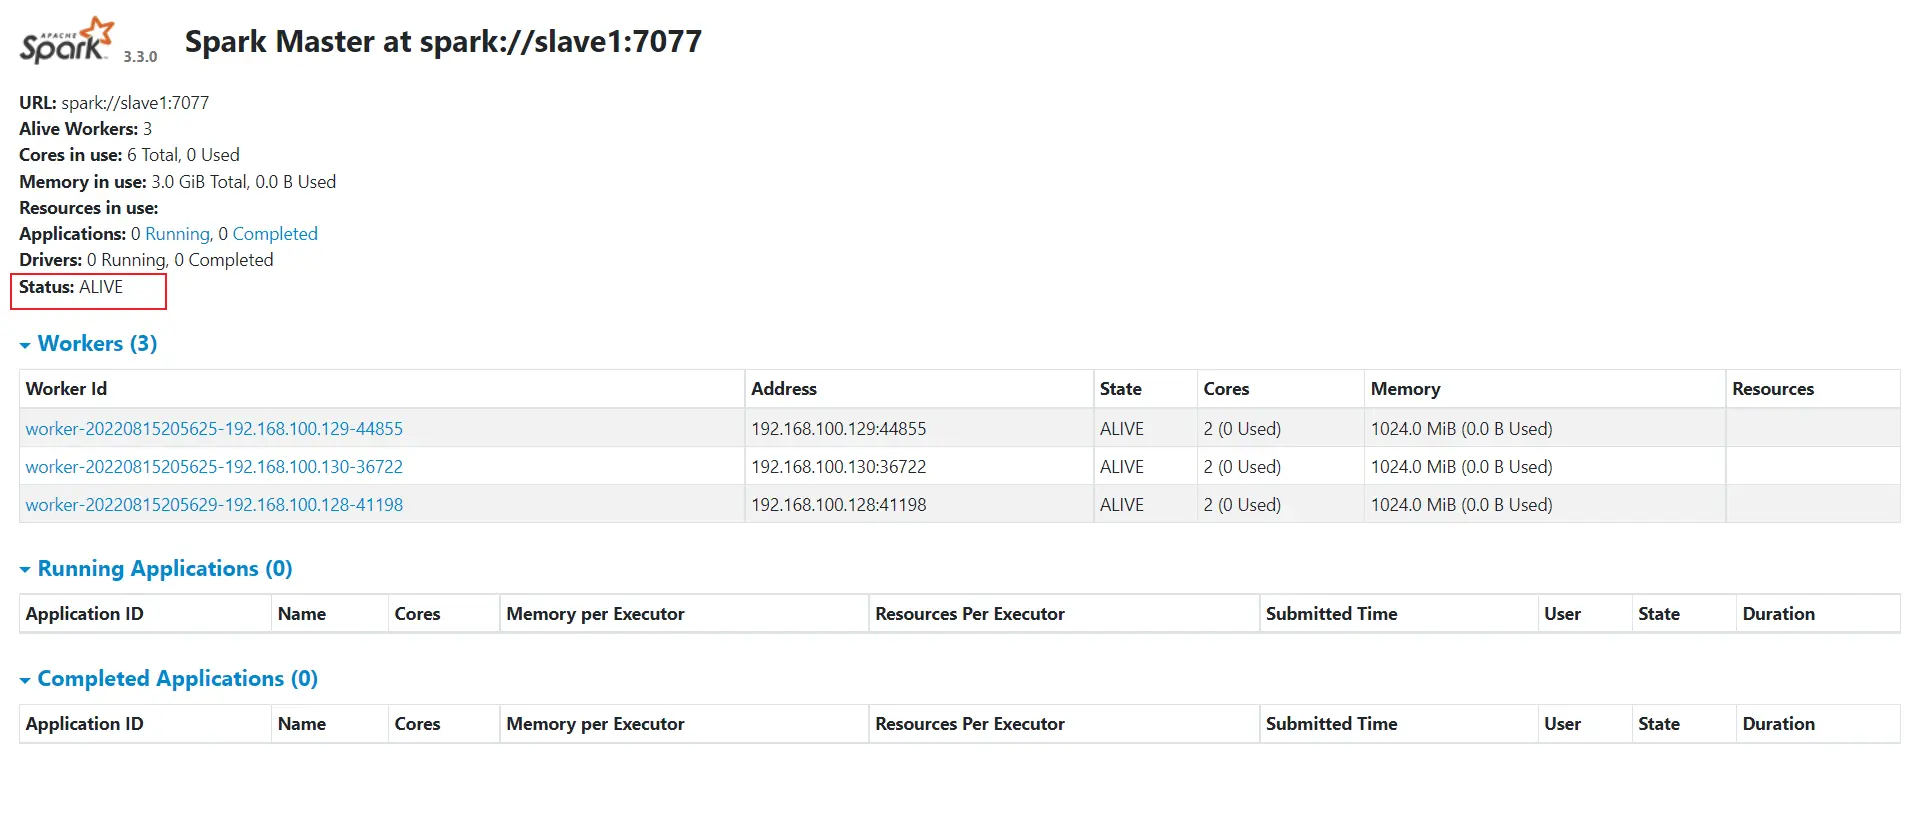 APACHE
Spark 3.3.0 Spark Master at spark://slave1:7077
URL: spark://slave1:7077
Alive Workers: 3
Cores in use: 6 Total, 0 Used
Memory in use: 3.0 GiB Total, 0.0 B Used
Resources in use:
Applications: 0 Running, 0 Completed
Drivers: 0 Running, 0 Completed
Status: ALIVE
Workers (3)
Worker Id Address State Cores Memory Resources
worker-20220815205625-192.168.100.129-44855 192.168.100.129:44855 ALIVE 2 (0 Used) 1024.0 MiB (0.0 B Used)
worker-20220815205625-192.168.100.130-36722 192.168.100.130:36722 ALIVE 2 (0 Used) 1024.0 MiB (0.0 B Used)
worker-20220815205629-192.168.100.128-41198 192.168.100.128:41198 ALIVE 2 (0 Used) 1024.0 MiB (0.0 B Used)
Running Applications (0)
Application ID Name Cores Memory per Executor Resources Per Executor Submitted Time User State Duration
Completed Applications (0)
Application ID Name Cores Memory per Executor Resources Per Executor Submitted Time User State Duration